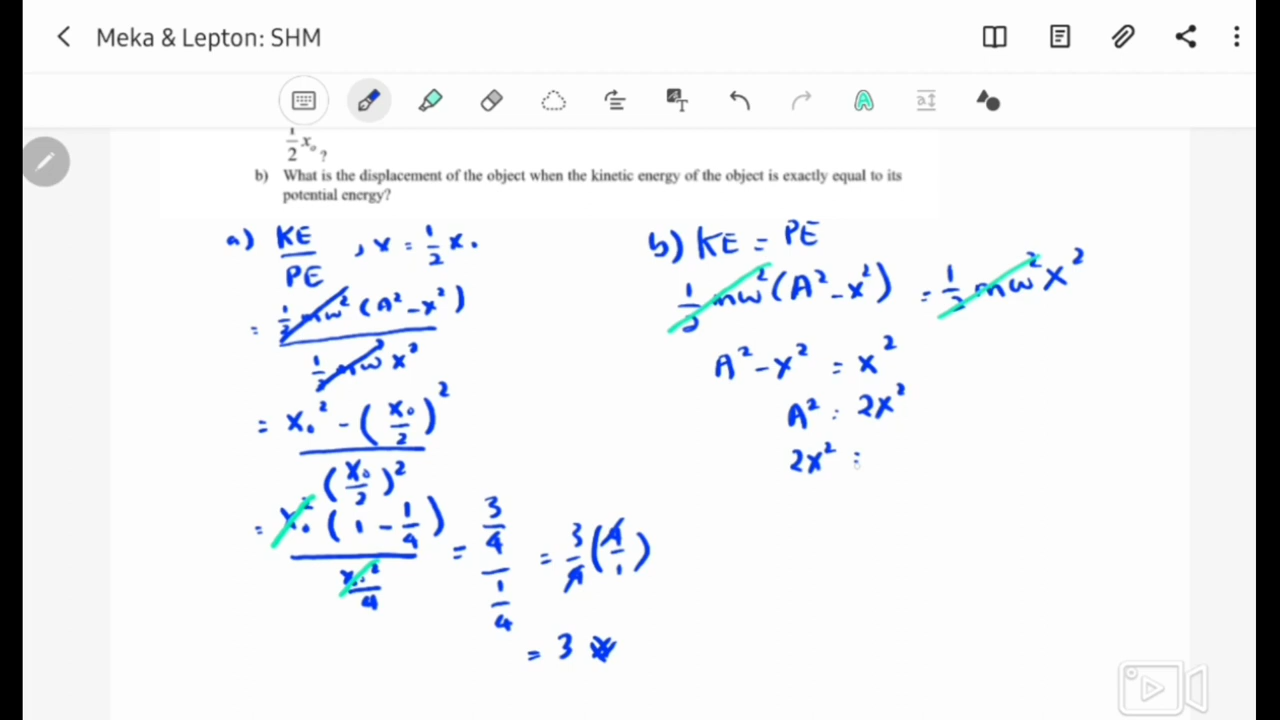 Meka & Lepton: SHM
1/2 x₀ ?
b) What is the displacement of the object when the kinetic energy of the object is exactly equal to its
potential energy?
a) KE/PE , x = 1/2 x₀
= 1/2 mω² (A² - x²) / 1/2 mω² x²
= x₀² - (x₀/2)² / (x₀/2)²
= x₀² (1 - 1/4) / x₀²/4 = 3/4 / 1/4 = 3/4 (4/1)
= 3
b) KE = PE
1/2 mω² (A² - x²) = 1/2 mω² x²
A² - x² = x²
A² = 2x²
2x² =